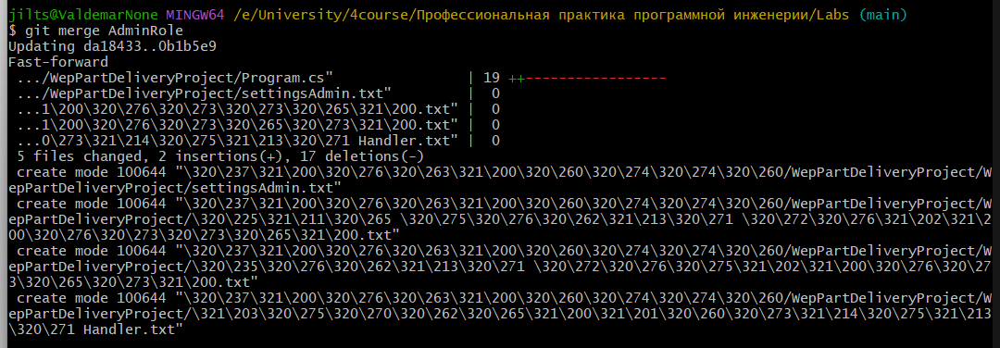 jilts@ValdemarNone MINGW64 /e/University/4course/Профессиональная практика программной инженерии/Labs (main)
$ git merge AdminRole
Updating da18433..0b1b5e9
Fast-forward
 .../WepPartDeliveryProject/Program.cs"              | 19 ++-----------------
 .../WepPartDeliveryProject/settingsAdmin.txt"       |  0
 ...1\200\320\276\320\273\320\273\320\265\321\200.txt" |  0
 ...1\200\320\276\320\273\320\265\320\273\321\200.txt" |  0
 ...0\273\321\214\320\275\321\213\320\271 Handler.txt" |  0
 5 files changed, 2 insertions(+), 17 deletions(-)
 create mode 100644 "\320\237\321\200\320\276\320\263\321\200\320\260\320\274\320\274\320\260/WepPartDeliveryProject/W
epPartDeliveryProject/settingsAdmin.txt"
 create mode 100644 "\320\237\321\200\320\276\320\263\321\200\320\260\320\274\320\274\320\260/WepPartDeliveryProject/W
epPartDeliveryProject/\320\225\321\211\320\265 \320\275\320\276\320\262\321\213\320\271 \320\272\320\276\321\202\321\2
00\320\276\320\273\320\273\320\265\321\200.txt"
 create mode 100644 "\320\237\321\200\320\276\320\263\321\200\320\260\320\274\320\274\320\260/WepPartDeliveryProject/W
epPartDeliveryProject/\320\235\320\276\320\262\321\213\320\271 \320\272\320\276\320\275\321\202\321\200\320\276\320\27
3\320\265\320\273\321\200.txt"
 create mode 100644 "\320\237\321\200\320\276\320\263\321\200\320\260\320\274\320\274\320\260/WepPartDeliveryProject/W
epPartDeliveryProject/\321\203\320\275\320\270\320\262\320\265\321\200\321\201\320\260\320\273\321\214\320\275\321\213
\320\271 Handler.txt"